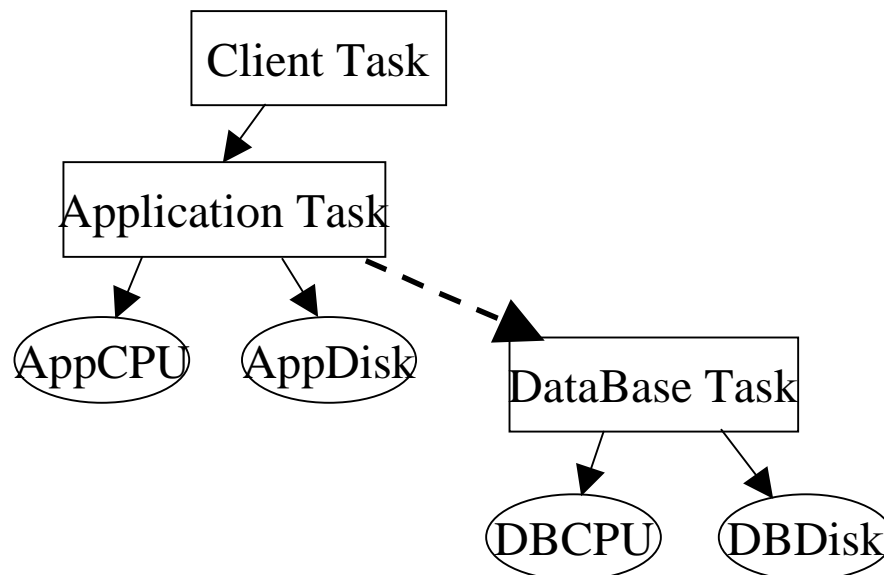 Client Task
Application Task
AppCPU
AppDisk
DataBase Task
DBCPU
DBDisk